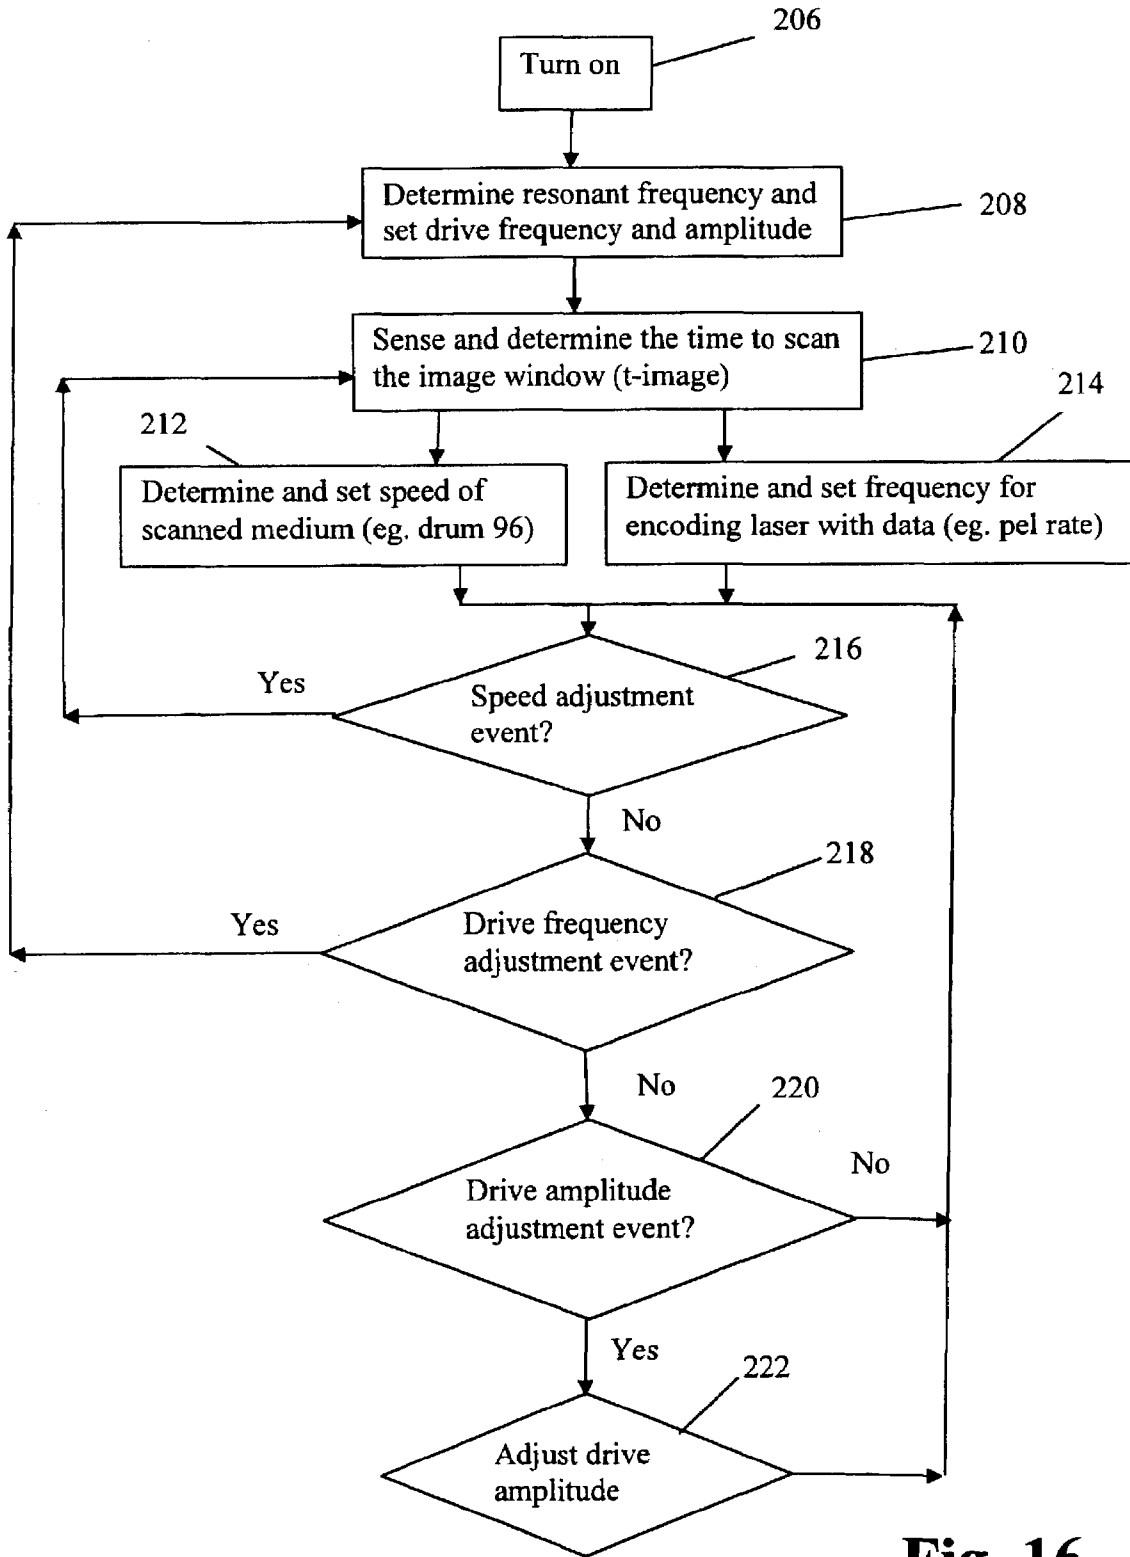 206
Turn on
Determine resonant frequency and
set drive frequency and amplitude
208
Sense and determine the time to scan
the image window (t-image)
210
212
214
Determine and set speed of
scanned medium (eg. drum 96)
Determine and set frequency for
encoding laser with data (eg. pel rate)
216
Yes
Speed adjustment
event?
No
218
Yes
Drive frequency
adjustment event?
No
220
No
Drive amplitude
adjustment event?
Yes
222
Adjust drive
amplitude
Fig. 16